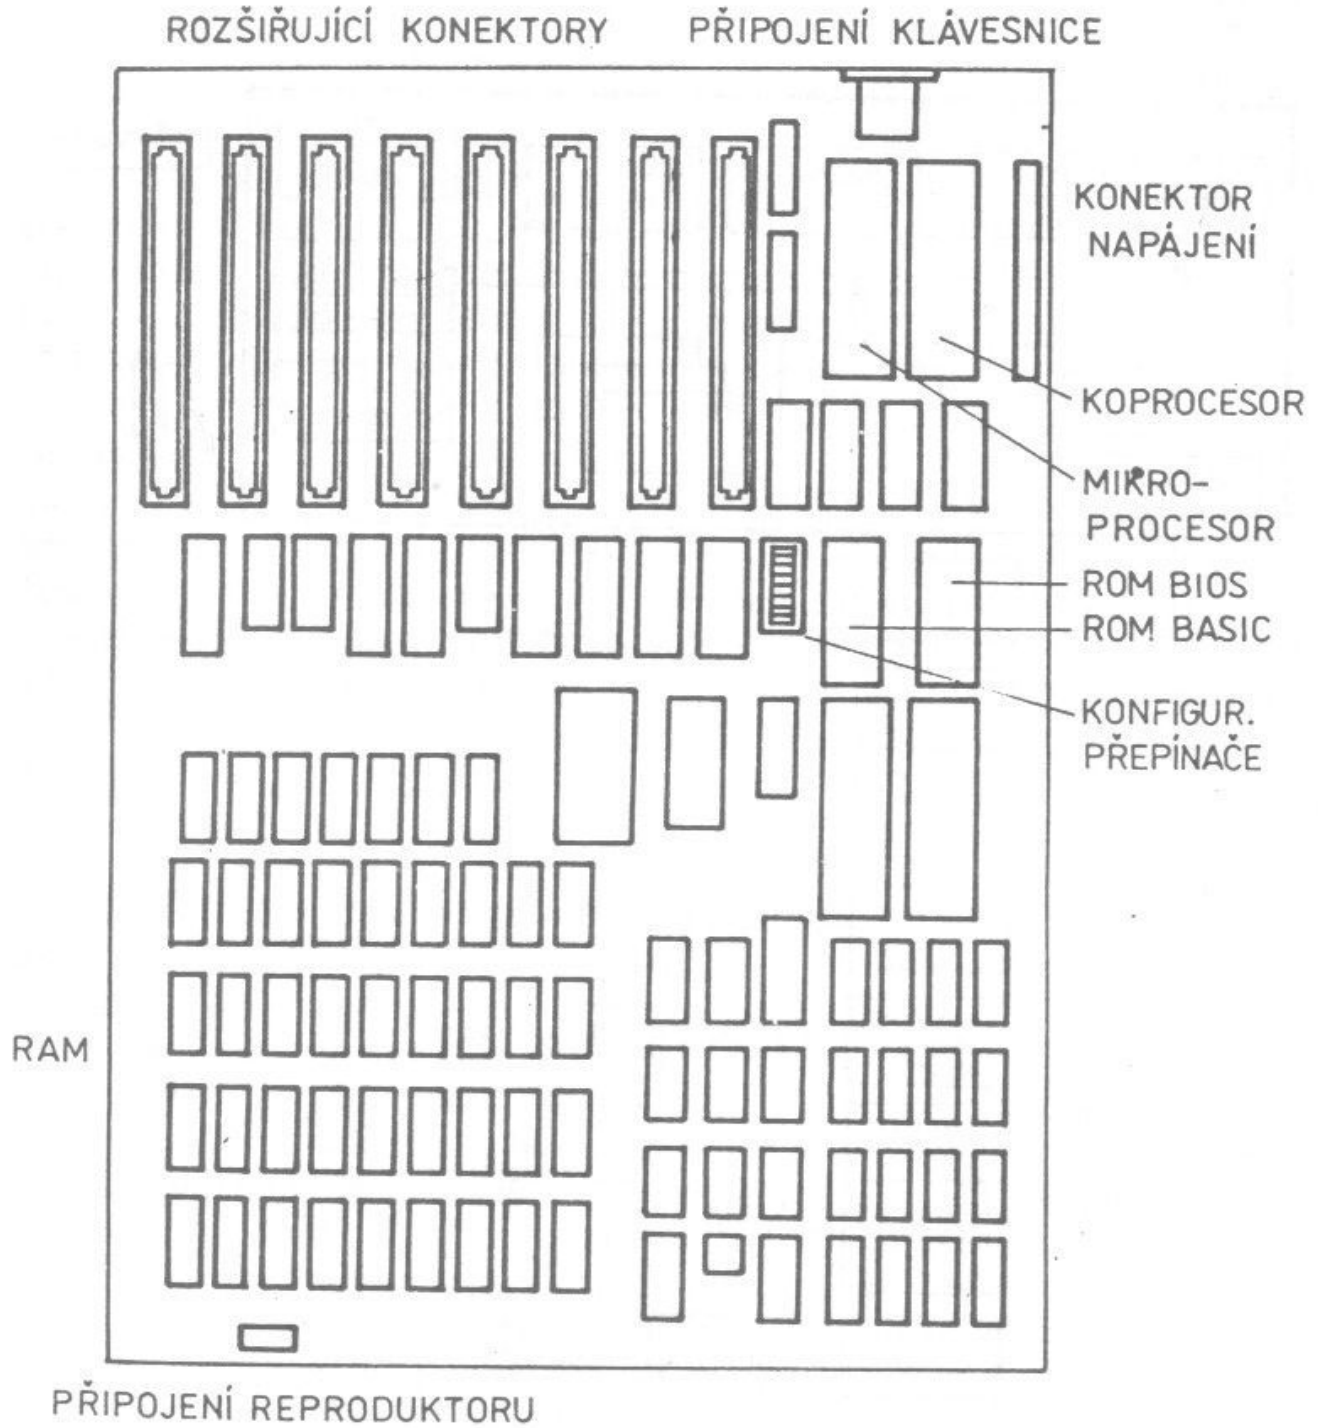 ROZŠIŘUJÍCÍ KONEKTORY
PŘIPOJENÍ KLÁVESNICE
KONEKTOR
NAPÁJENÍ
KOPROCESOR
MIKRO-
PROCESOR
ROM BIOS
ROM BASIC
KONFIGUR.
PŘEPÍNAČE
RAM
PŘIPOJENÍ REPRODUKTORU